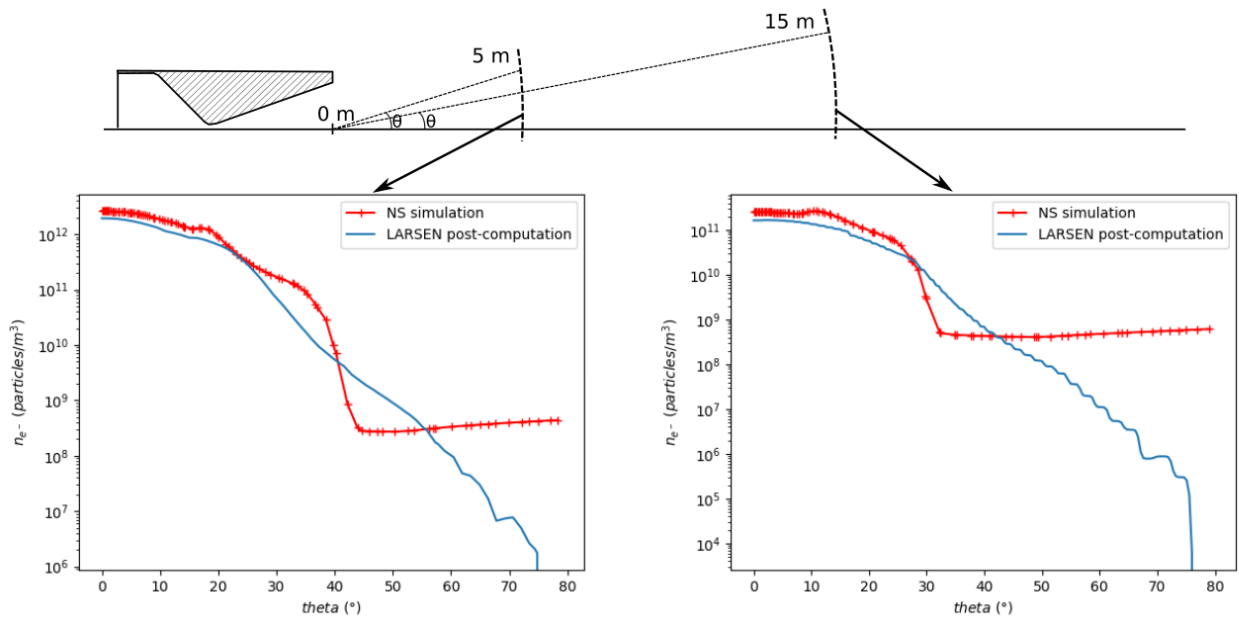 15 m
5 m
0 m
θ
θ
NS simulation
LARSEN post-computation
10¹²
10¹¹
10¹⁰
10⁹
10⁸
10⁷
10⁶
n_e⁻ (particles/m³)
0 10 20 30 40 50 60 70 80
theta (°)
NS simulation
LARSEN post-computation
10¹¹
10¹⁰
10⁹
10⁸
10⁷
10⁶
10⁵
10⁴
n_e⁻ (particles/m³)
0 10 20 30 40 50 60 70 80
theta (°)